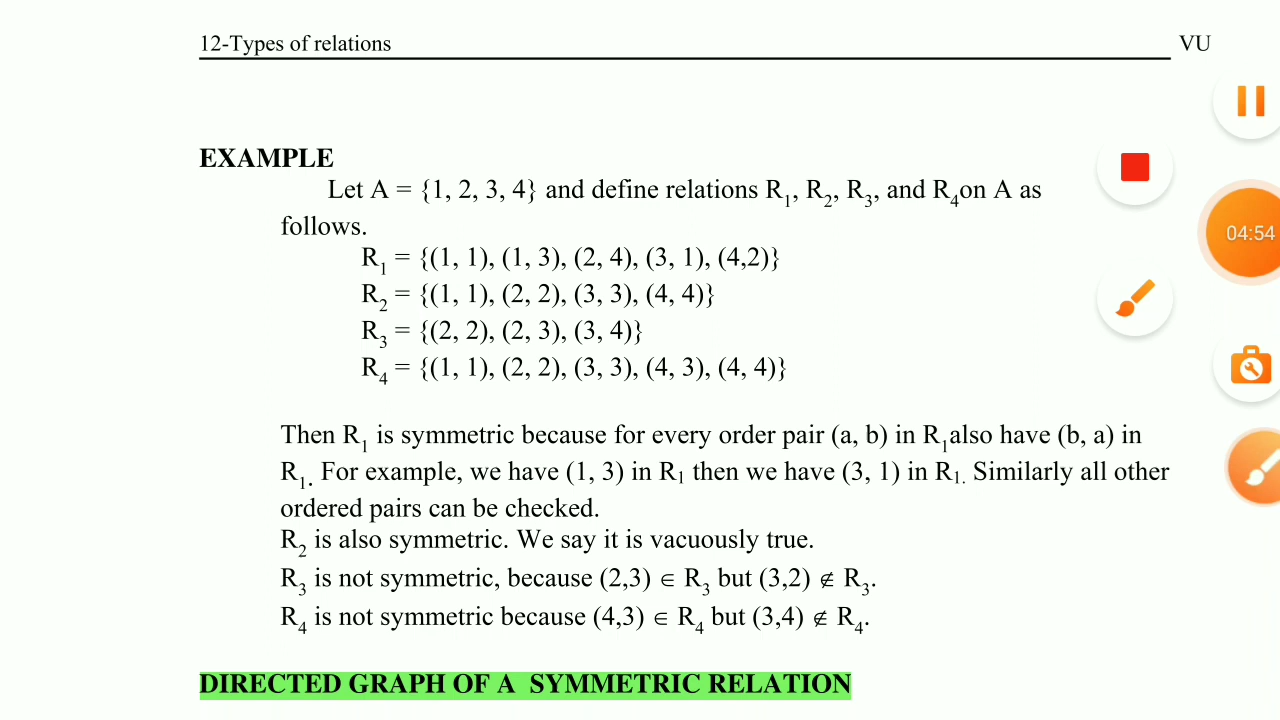 12-Types of relations VU
EXAMPLE
Let A = {1, 2, 3, 4} and define relations R₁, R₂, R₃, and R₄on A as
follows.
R₁ = {(1, 1), (1, 3), (2, 4), (3, 1), (4,2)}
R₂ = {(1, 1), (2, 2), (3, 3), (4, 4)}
R₃ = {(2, 2), (2, 3), (3, 4)}
R₄ = {(1, 1), (2, 2), (3, 3), (4, 3), (4, 4)}
Then R₁ is symmetric because for every order pair (a, b) in R₁also have (b, a) in
R₁. For example, we have (1, 3) in R₁ then we have (3, 1) in R₁. Similarly all other
ordered pairs can be checked.
R₂ is also symmetric. We say it is vacuously true.
R₃ is not symmetric, because (2,3) ∈ R₃ but (3,2) ∉ R₃.
R₄ is not symmetric because (4,3) ∈ R₄ but (3,4) ∉ R₄.
DIRECTED GRAPH OF A  SYMMETRIC RELATION
04:54